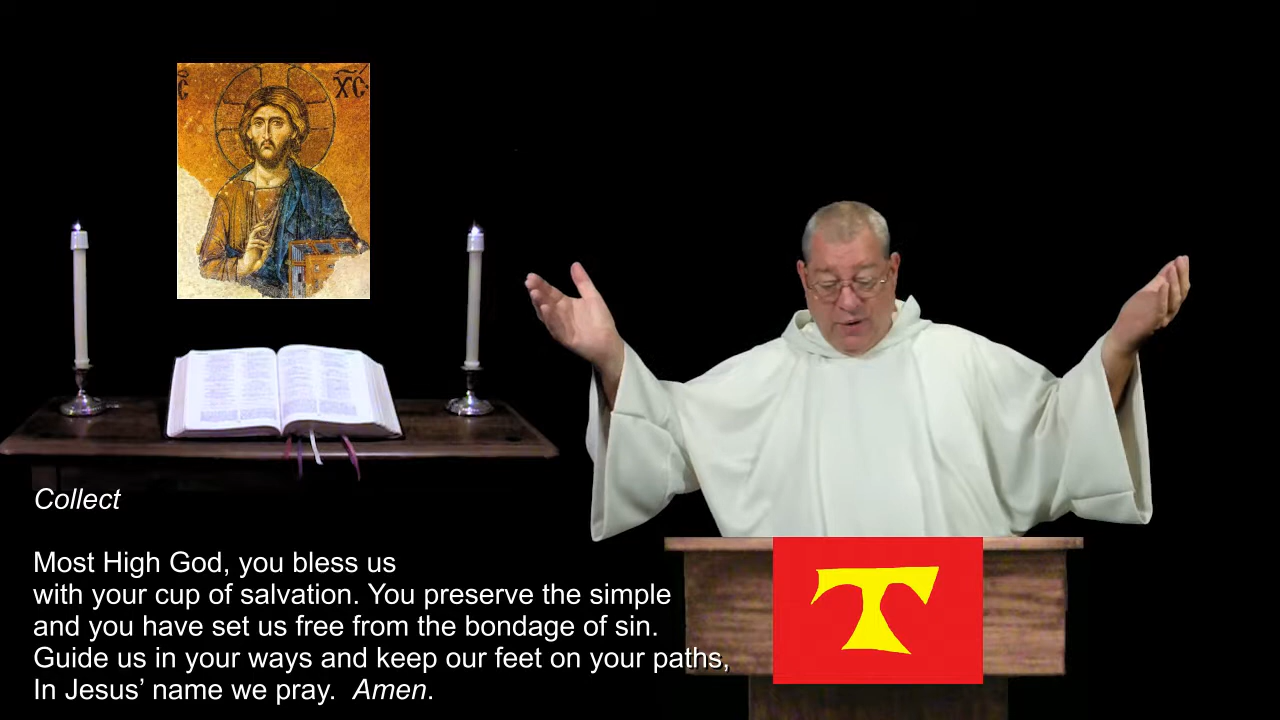 ΧC
Collect
Most High God, you bless us
with your cup of salvation. You preserve the simple
and you have set us free from the bondage of sin.
Guide us in your ways and keep our feet on your paths,
In Jesus’ name we pray.  Amen.
T